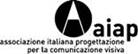 aiap
associazione italiana progettazione
per la comunicazione visiva